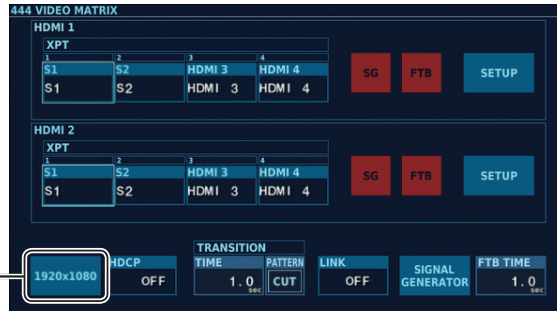 444 VIDEO MATRIX
HDMI 1
XPT
1 2 3 4
S1 S2 HDMI 3 HDMI 4
S1 S2 HDMI 3 HDMI 4
SG FTB SETUP
HDMI 2
XPT
1 2 3 4
S1 S2 HDMI 3 HDMI 4
S1 S2 HDMI 3 HDMI 4
SG FTB SETUP
TRANSITION
1920x1080 HDCP TIME PATTERN LINK SIGNAL GENERATOR FTB TIME
OFF 1.0 sec CUT OFF 1.0 sec